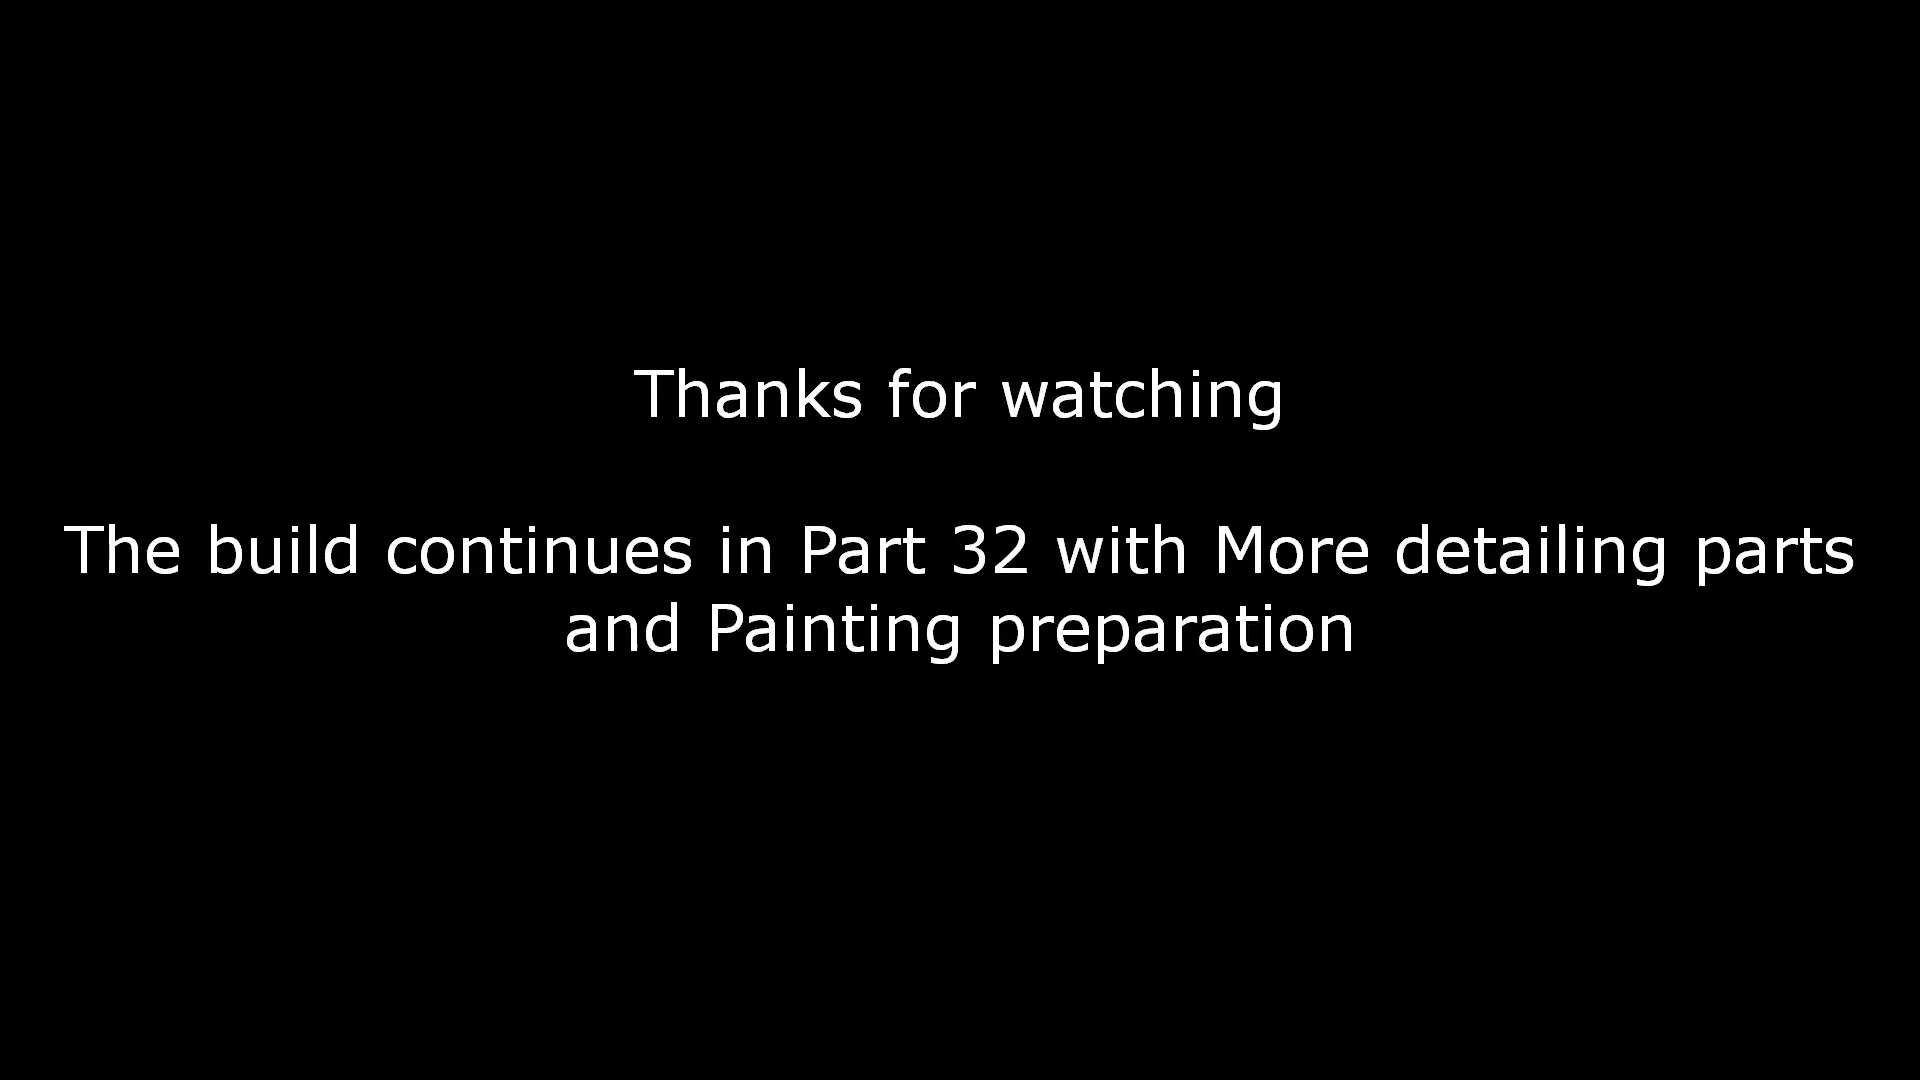 Thanks for watching
The build continues in Part 32 with More detailing parts
and Painting preparation